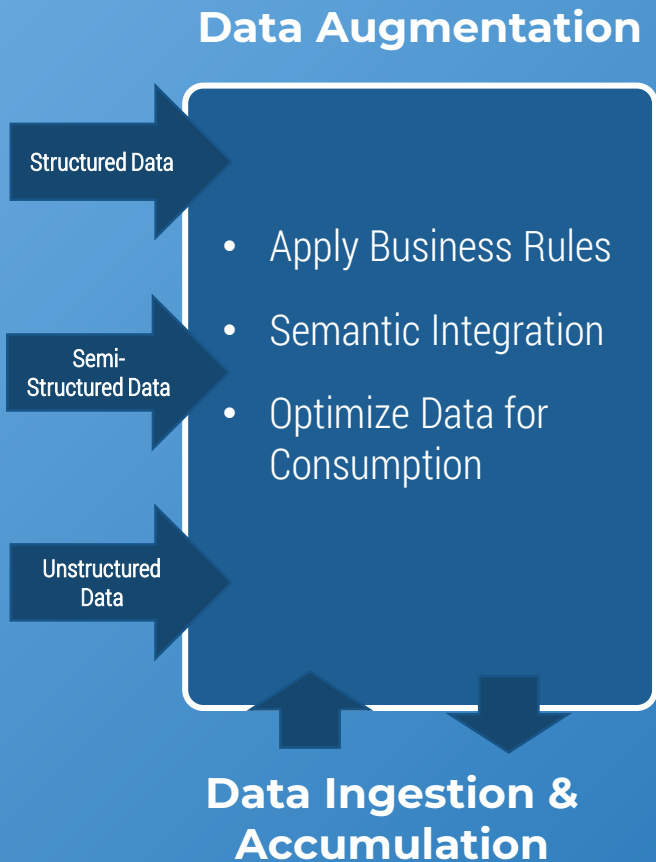 Data Augmentation
Structured Data
Semi-
Structured Data
Unstructured
Data
• Apply Business Rules
• Semantic Integration
• Optimize Data for
Consumption
Data Ingestion &
Accumulation